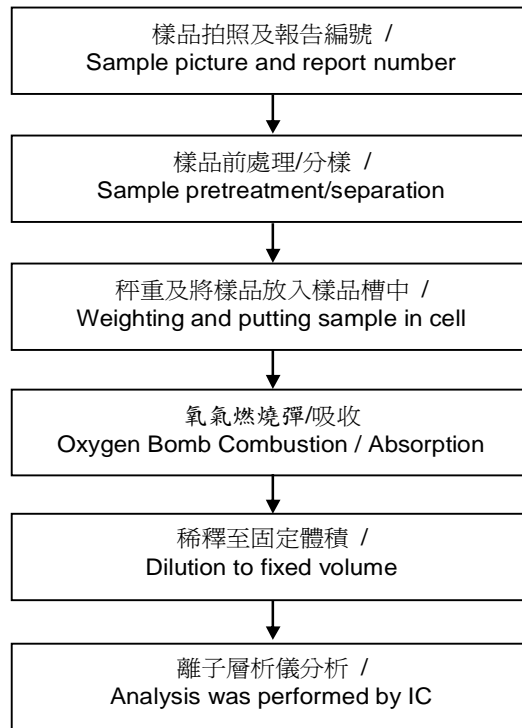 樣品拍照及報告編號 /
Sample picture and report number
樣品前處理/分樣 /
Sample pretreatment/separation
秤重及將樣品放入樣品槽中 /
Weighting and putting sample in cell
氧氣燃燒彈/吸收
Oxygen Bomb Combustion / Absorption
稀釋至固定體積 /
Dilution to fixed volume
離子層析儀分析 /
Analysis was performed by IC